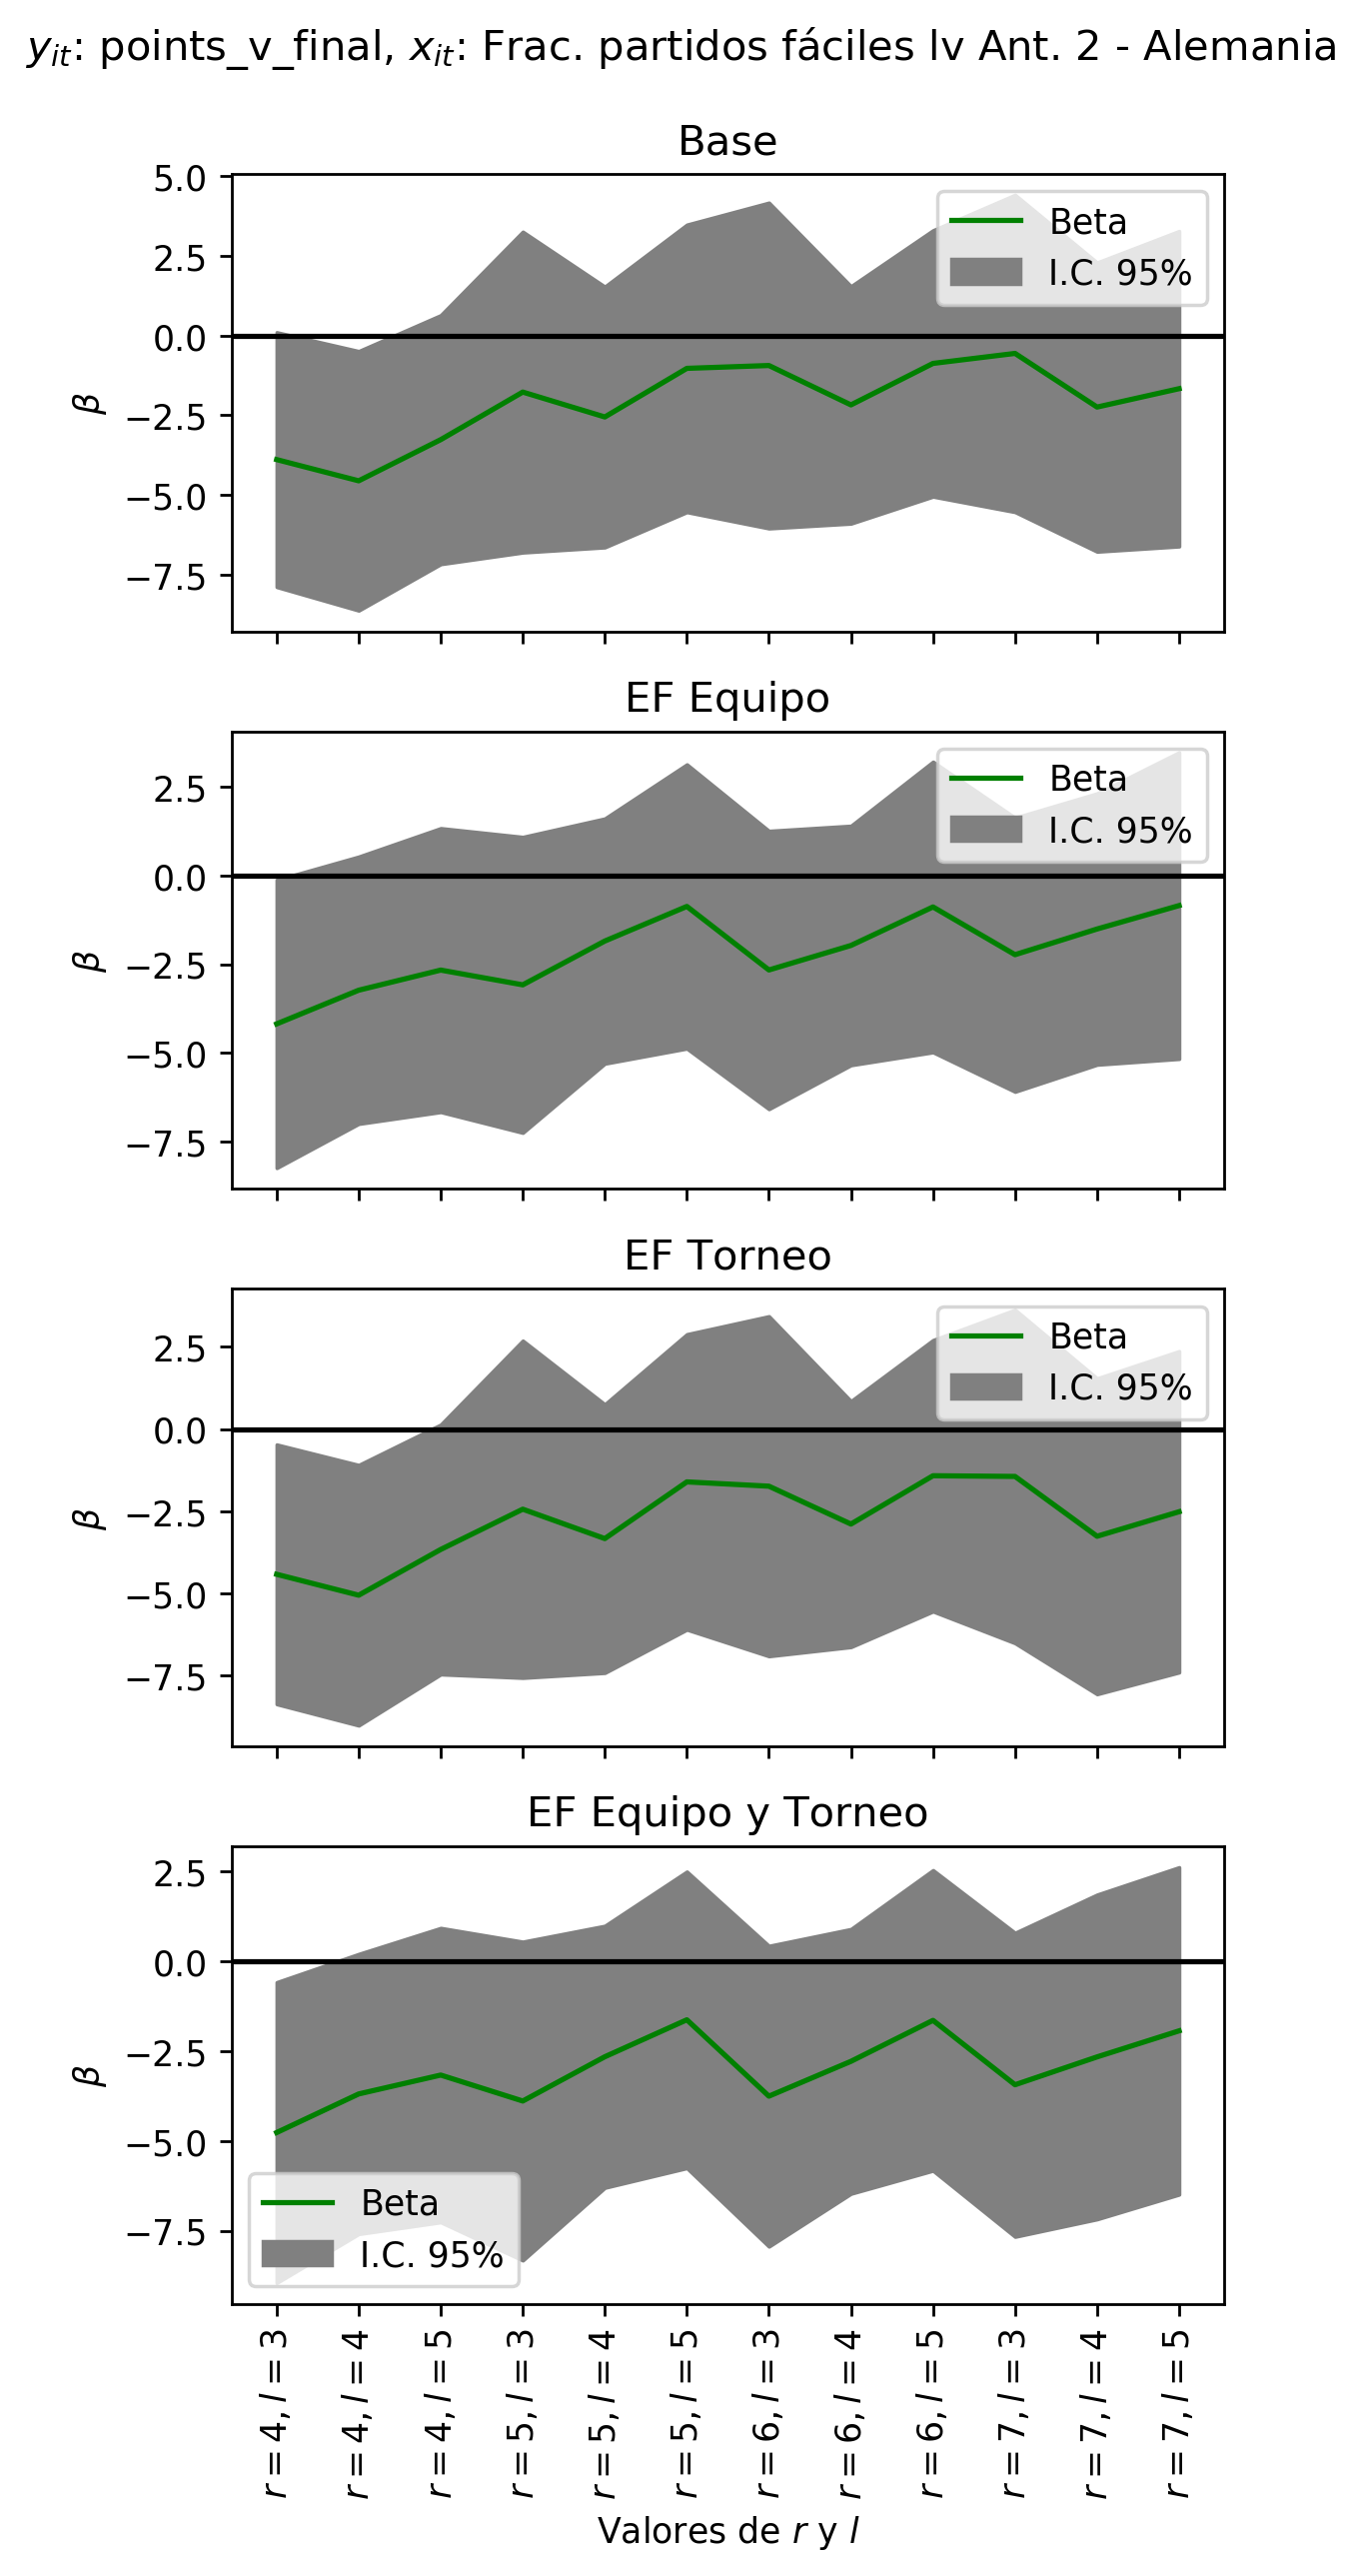 y_it: points_v_final, x_it: Frac. partidos fáciles lv Ant. 2 - Alemania
Base
5.0
2.5
0.0
−2.5
−5.0
−7.5
β
Beta
I.C. 95%
EF Equipo
2.5
0.0
−2.5
−5.0
−7.5
β
Beta
I.C. 95%
EF Torneo
2.5
0.0
−2.5
−5.0
−7.5
β
Beta
I.C. 95%
EF Equipo y Torneo
2.5
0.0
−2.5
−5.0
−7.5
β
Beta
I.C. 95%
r = 4, l = 3
r = 4, l = 4
r = 4, l = 5
r = 5, l = 3
r = 5, l = 4
r = 5, l = 5
r = 6, l = 3
r = 6, l = 4
r = 6, l = 5
r = 7, l = 3
r = 7, l = 4
r = 7, l = 5
Valores de r y l